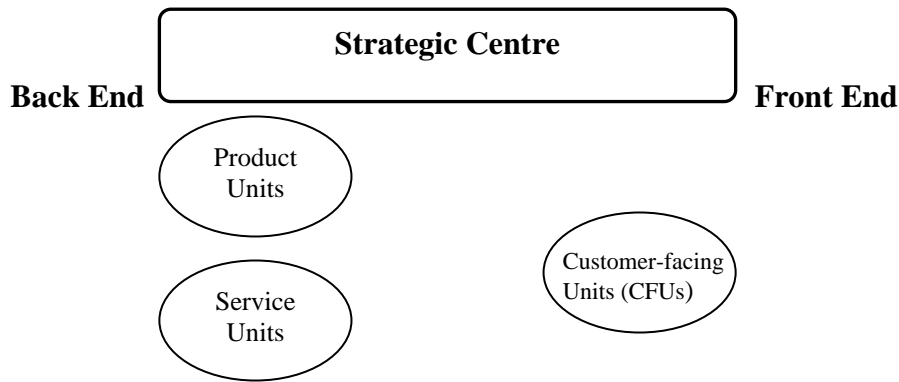 Strategic Centre
Back End
Front End
Product
Units
Customer-facing
Units (CFUs)
Service
Units